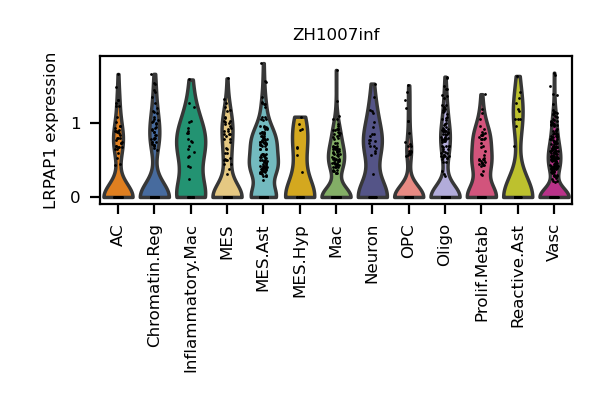 ZH1007inf
LRPAP1 expression
1
0
AC
Chromatin.Reg
Inflammatory.Mac
MES
MES.Ast
MES.Hyp
Mac
Neuron
OPC
Oligo
Prolif.Metab
Reactive.Ast
Vasc